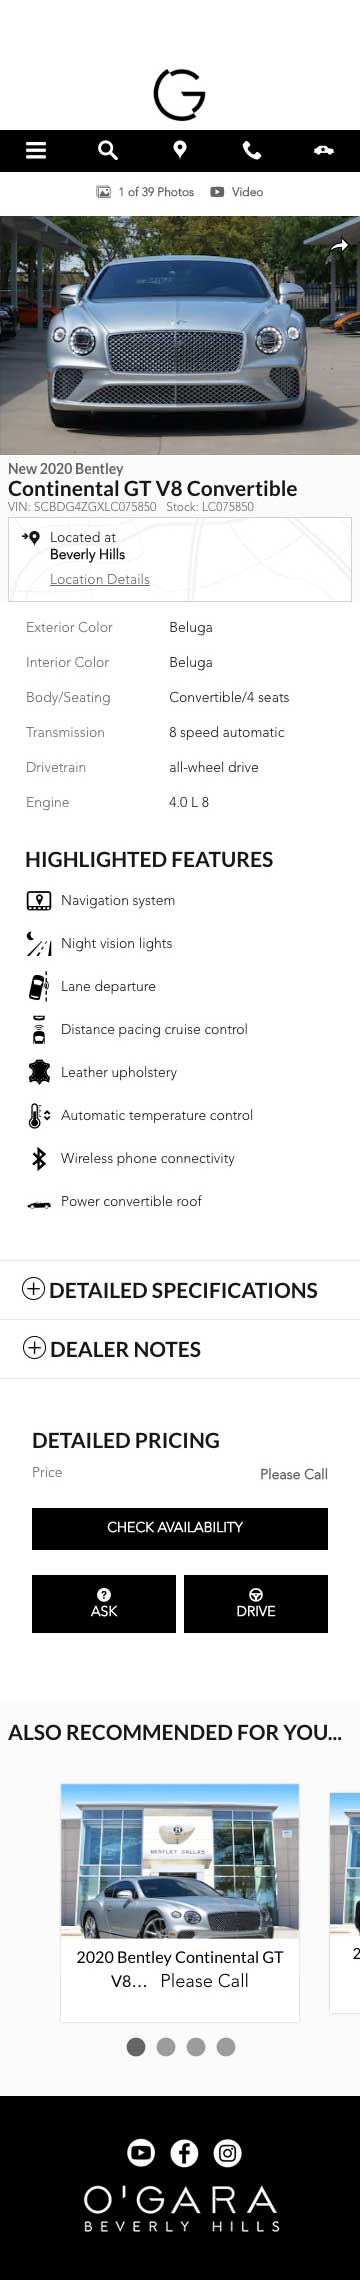 G
1 of 39 Photos Video
New 2020 Bentley
Continental GT V8 Convertible
VIN: SCBDG4ZGXLC075850 Stock: LC075850
Located at
Beverly Hills
Location Details
Exterior Color Beluga
Interior Color Beluga
Body/Seating Convertible/4 seats
Transmission 8 speed automatic
Drivetrain all-wheel drive
Engine 4.0 L 8
HIGHLIGHTED FEATURES
Navigation system
Night vision lights
Lane departure
Distance pacing cruise control
Leather upholstery
Automatic temperature control
Wireless phone connectivity
Power convertible roof
DETAILED SPECIFICATIONS
DEALER NOTES
DETAILED PRICING
Price Please Call
CHECK AVAILABILITY
ASK DRIVE
ALSO RECOMMENDED FOR YOU...
BENTLEY DALLAS
2020 Bentley Continental GT 2
V8... Please Call
O'GARA
BEVERLY HILLS